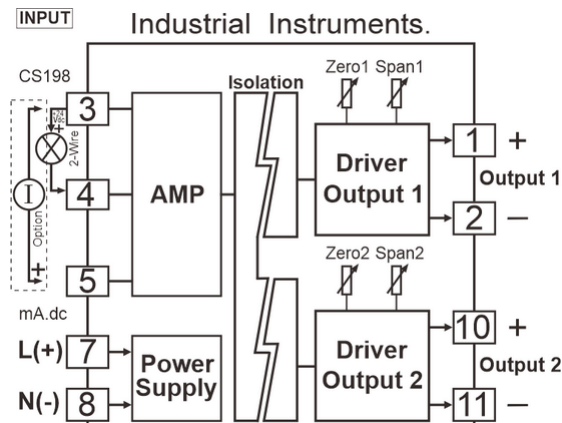 INPUT
Industrial Instruments.
CS198
Isolation
Zero1 Span1
3
2-Wire
4
Option
I
+
5
mA.dc
AMP
Driver
Output 1
1 +
Output 1
2 –
Zero2 Span2
L(+) 7
N(-) 8
Power
Supply
Driver
Output 2
10 +
Output 2
11 –